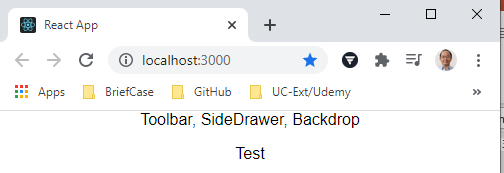 React App
localhost:3000
Apps BriefCase GitHub UC-Ext/Udemy
Toolbar, SideDrawer, Backdrop
Test